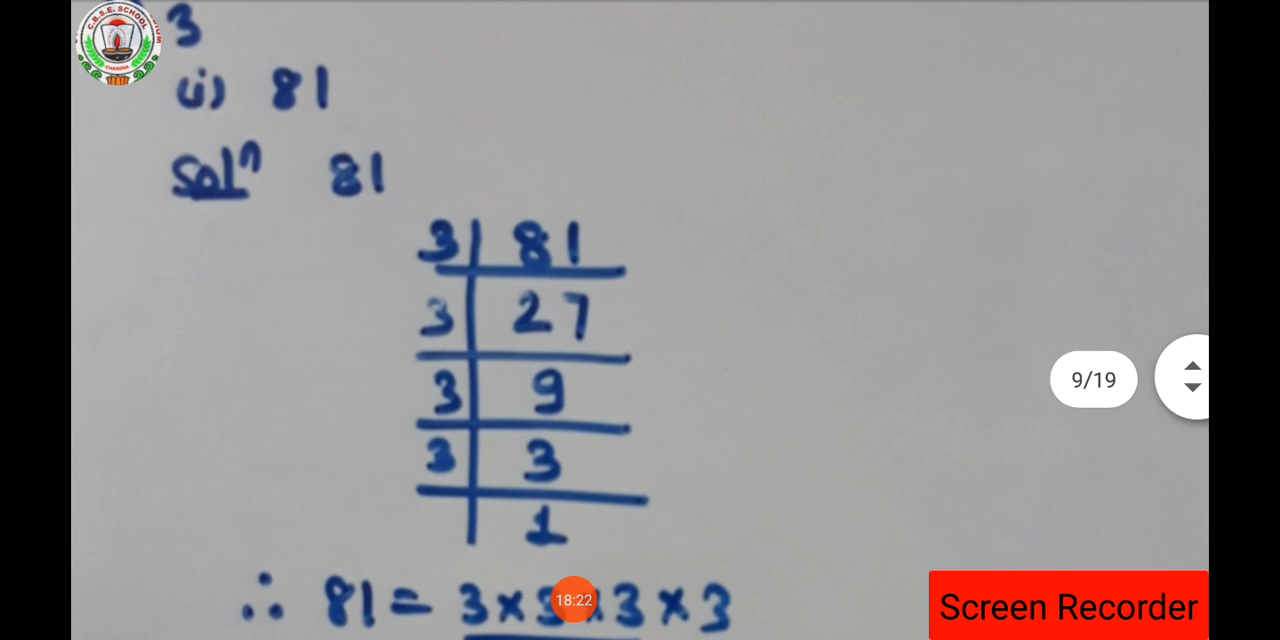 C.B.S.E. SCHOOL
3
(i) 81
Solⁿ 81
3 | 81
3 | 27
3 | 9
3 | 3
1
9/19
∴ 81 = 3 × 3 × 3 × 3
18:22
Screen Recorder